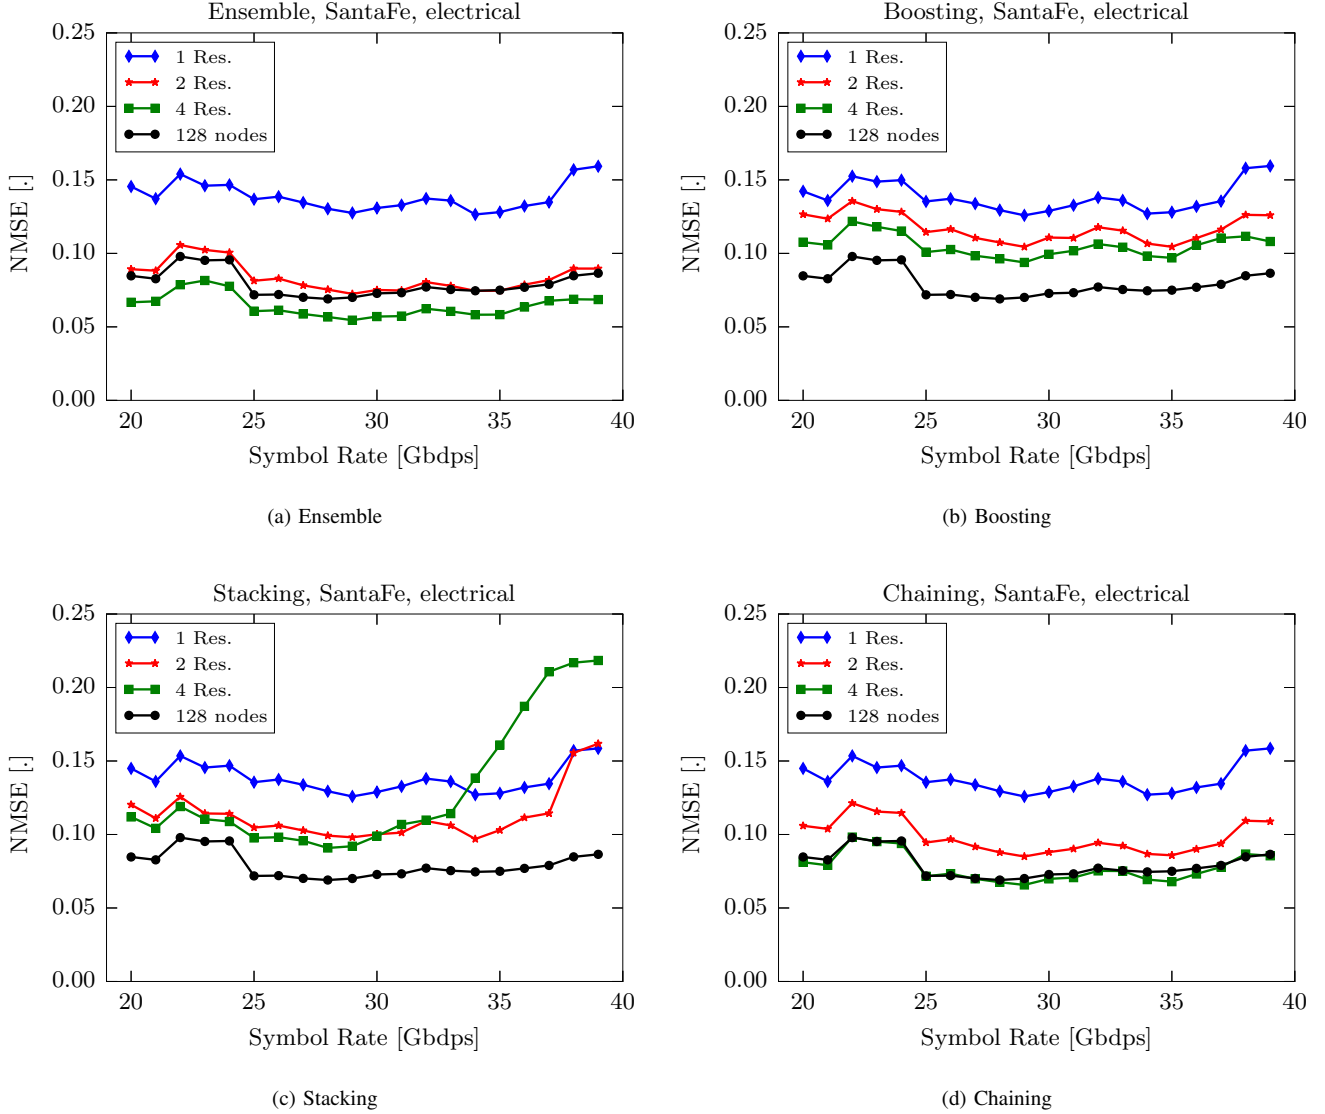 Ensemble, SantaFe, electrical
0.25
0.20
0.15
0.10
0.05
0.00
NMSE [.]
1 Res.
2 Res.
4 Res.
128 nodes
20 25 30 35 40
Symbol Rate [Gbdps]
(a) Ensemble
Boosting, SantaFe, electrical
0.25
0.20
0.15
0.10
0.05
0.00
NMSE [.]
1 Res.
2 Res.
4 Res.
128 nodes
20 25 30 35 40
Symbol Rate [Gbdps]
(b) Boosting
Stacking, SantaFe, electrical
0.25
0.20
0.15
0.10
0.05
0.00
NMSE [.]
1 Res.
2 Res.
4 Res.
128 nodes
20 25 30 35 40
Symbol Rate [Gbdps]
(c) Stacking
Chaining, SantaFe, electrical
0.25
0.20
0.15
0.10
0.05
0.00
NMSE [.]
1 Res.
2 Res.
4 Res.
128 nodes
20 25 30 35 40
Symbol Rate [Gbdps]
(d) Chaining